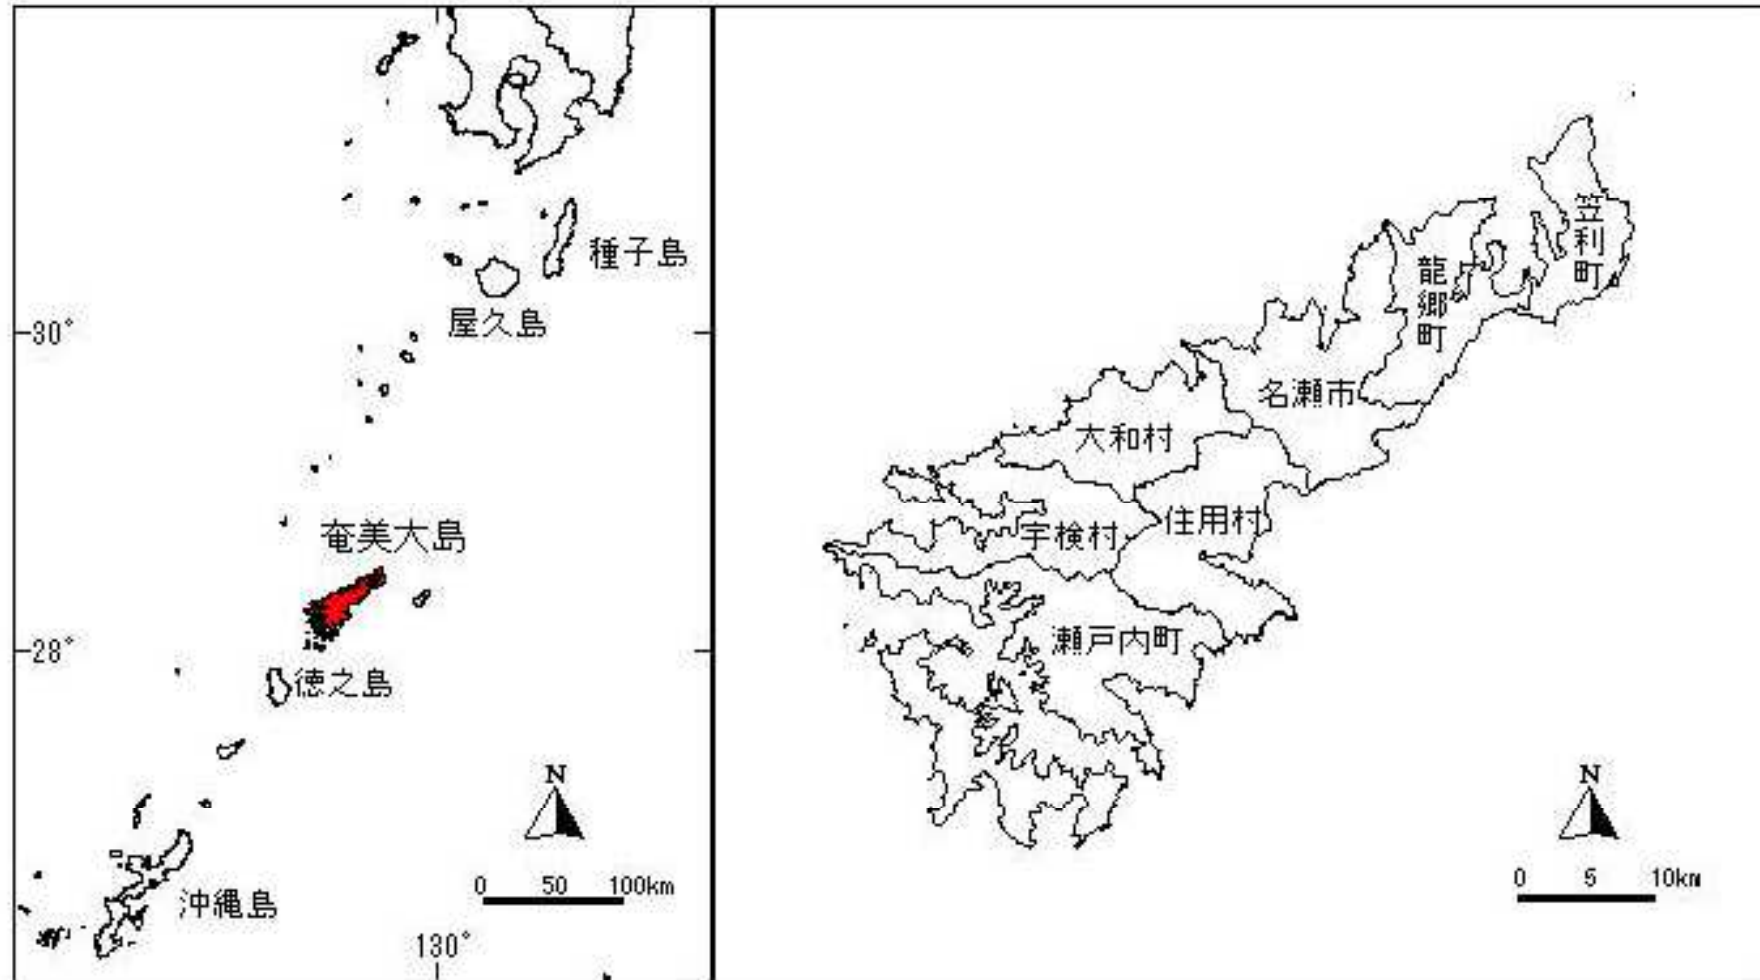 種子島
屋久島
30°
奄美大島
28°
徳之島
N
0 50 100km
沖縄島
130°
笠利町
龍郷町
名瀬市
大和村
住用村
宇検村
瀬戸内町
N
0 5 10km